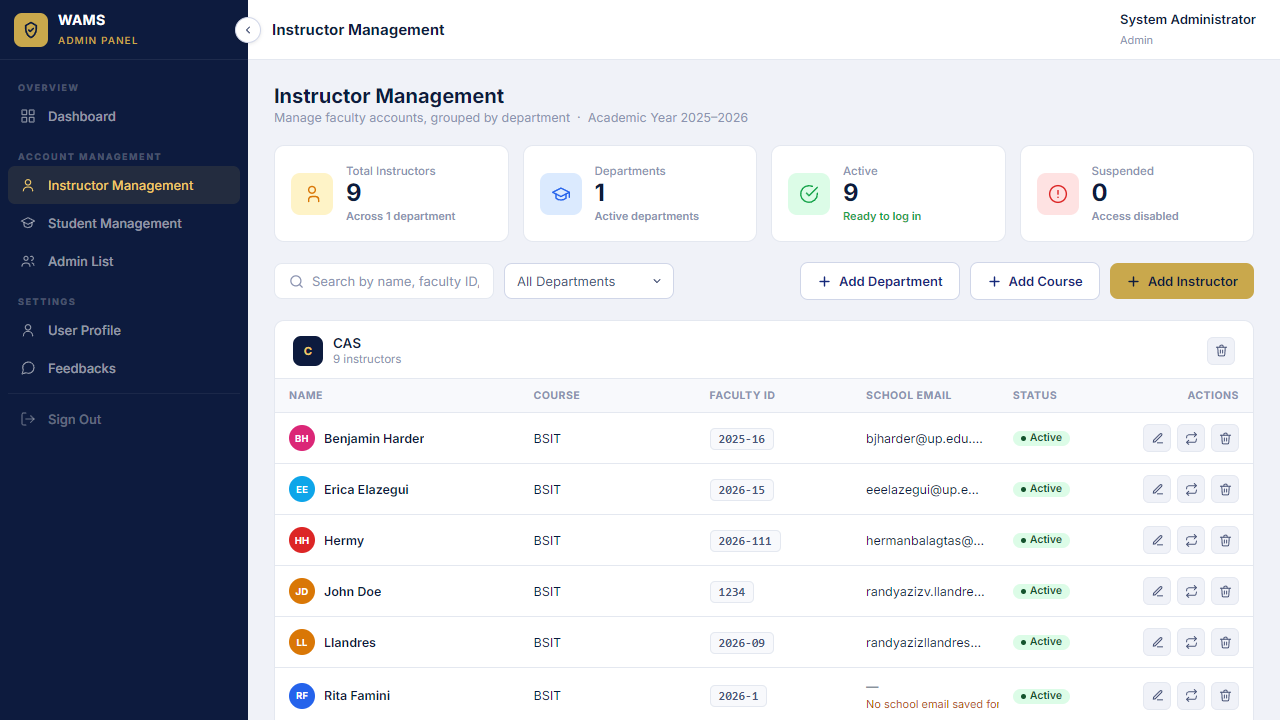 WAMS
ADMIN PANEL
OVERVIEW
Dashboard
ACCOUNT MANAGEMENT
Instructor Management
Student Management
Admin List
SETTINGS
User Profile
Feedbacks
Sign Out
Instructor Management
System Administrator
Admin
Instructor Management
Manage faculty accounts, grouped by department · Academic Year 2025–2026
Total Instructors
9
Across 1 department
Departments
1
Active departments
Active
9
Ready to log in
Suspended
0
Access disabled
Search by name, faculty ID,
All Departments
Add Department
Add Course
Add Instructor
C
CAS
9 instructors
NAME COURSE FACULTY ID SCHOOL EMAIL STATUS ACTIONS
BH Benjamin Harder BSIT 2025-16 bjharder@up.edu.... Active
EE Erica Elazegui BSIT 2026-15 eeelazegui@up.e... Active
HH Hermy BSIT 2026-111 hermanbalagtas@... Active
JD John Doe BSIT 1234 randyazizv.llandre... Active
LL Llandres BSIT 2026-09 randyazizllandres... Active
RF Rita Famini BSIT 2026-1 — Active
No school email saved for